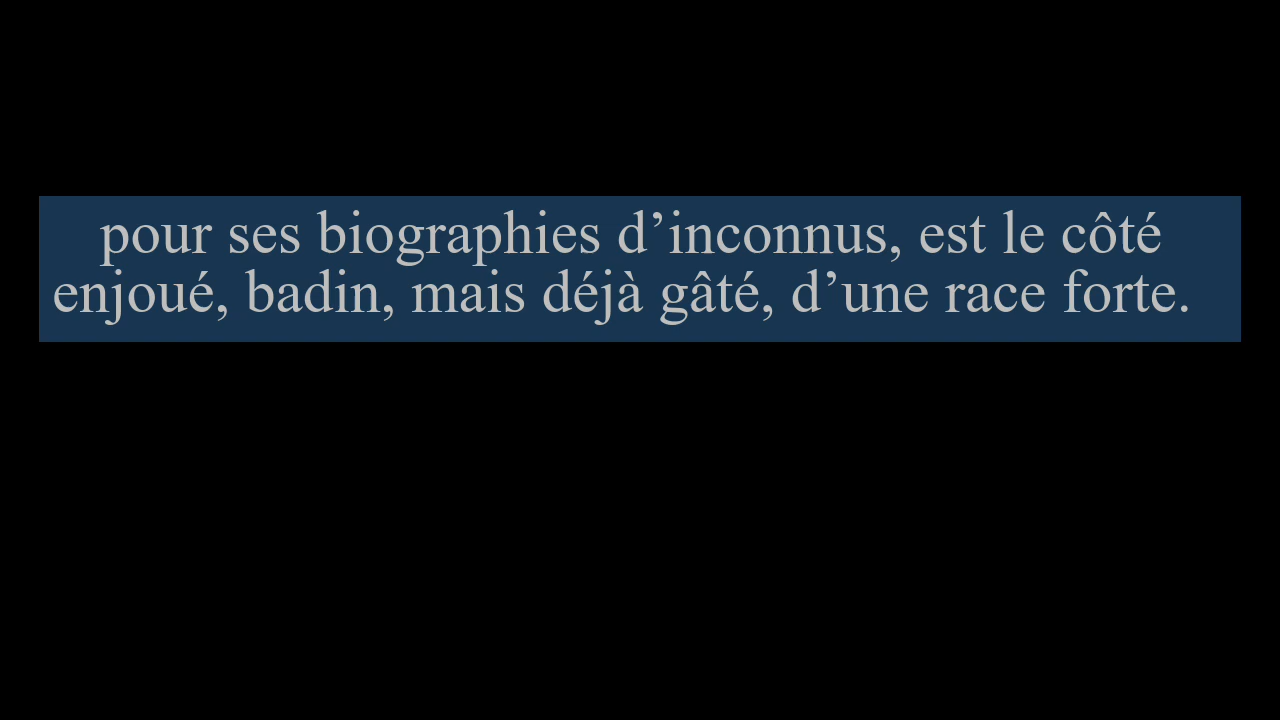 pour ses biographies d’inconnus, est le côté
enjoué, badin, mais déjà gâté, d’une race forte.